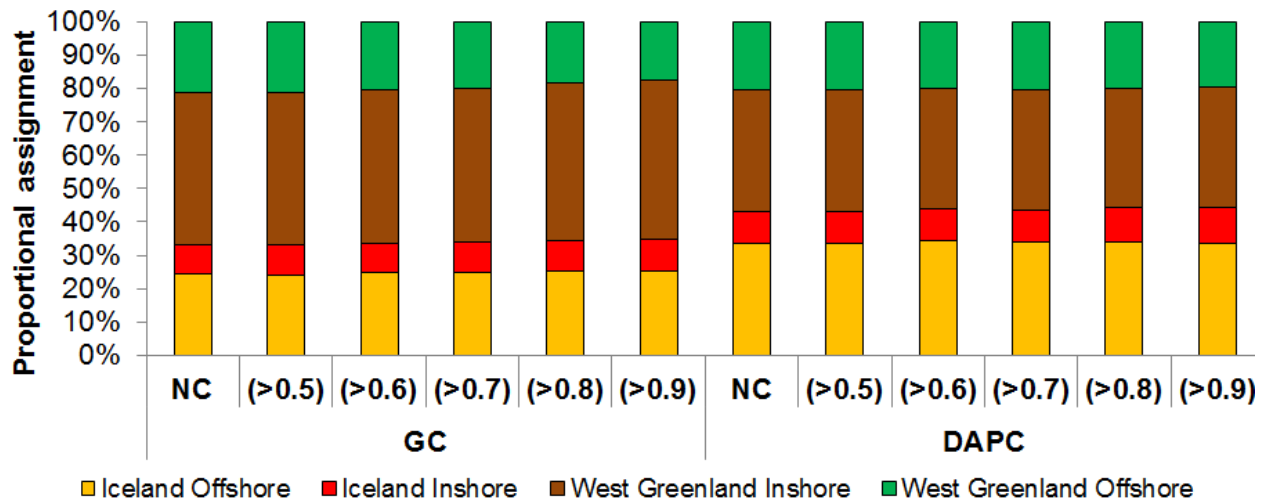 Proportional assignment
100%
90%
80%
70%
60%
50%
40%
30%
20%
10%
0%
NC (>0.5) (>0.6) (>0.7) (>0.8) (>0.9) NC (>0.5) (>0.6) (>0.7) (>0.8) (>0.9)
GC DAPC
Iceland Offshore Iceland Inshore West Greenland Inshore West Greenland Offshore